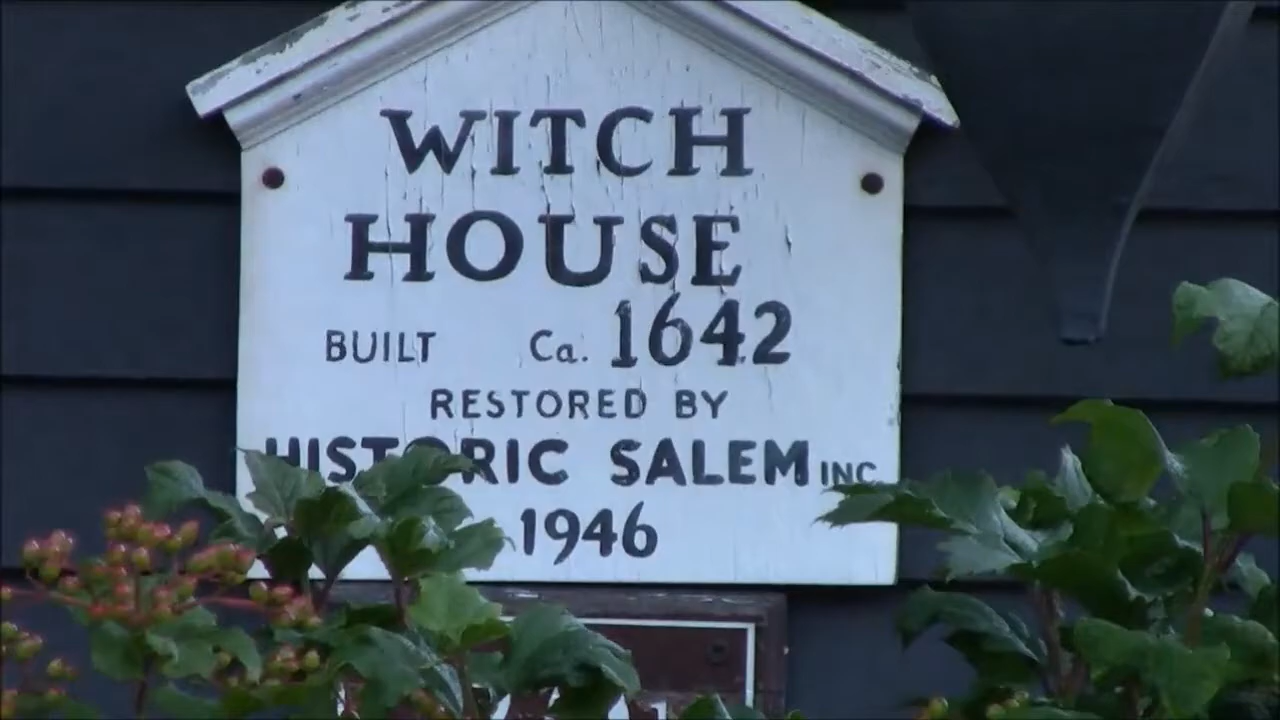 WITCH
HOUSE
BUILT Ca. 1642
RESTORED BY
HISTORIC SALEM INC.
1946